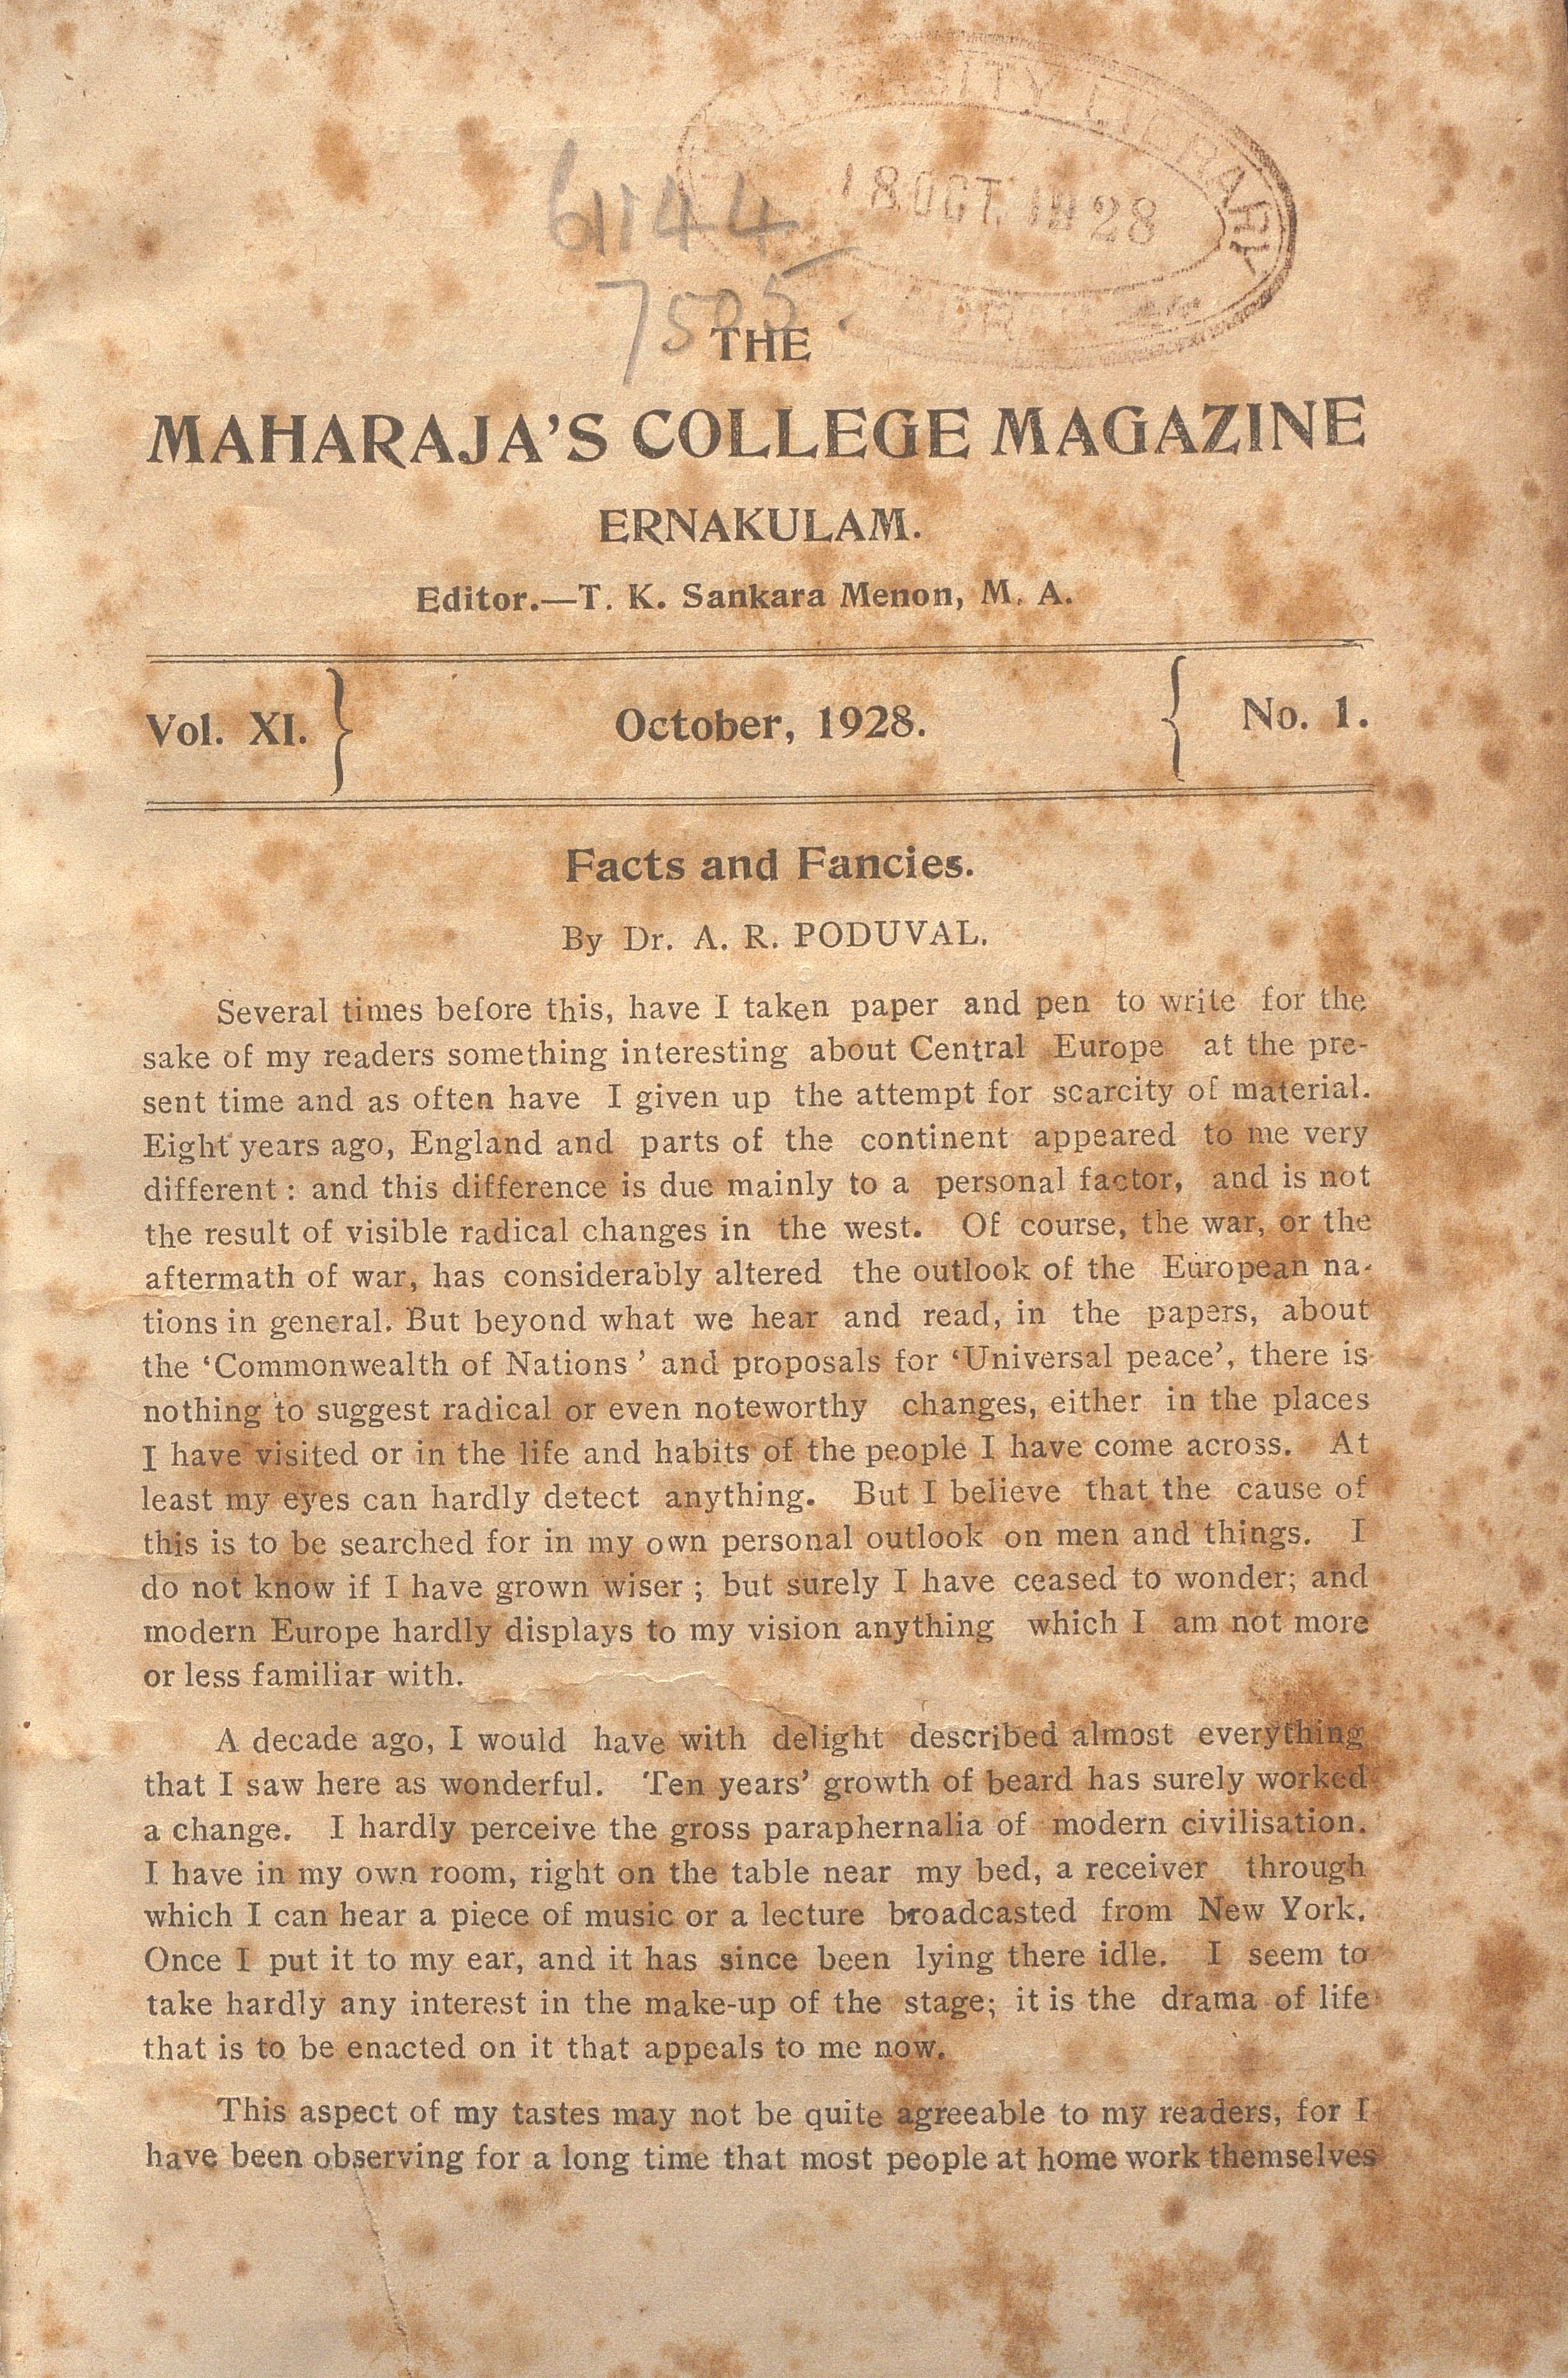 UNIVERSITY LIBRARY
18 OCT. 1928
61144
7505
THE
MAHARAJA'S COLLEGE MAGAZINE
ERNAKULAM.
Editor.—T. K. Sankara Menon, M. A.
Vol. XI. } October, 1928. { No. 1.
Facts and Fancies.
By Dr. A. R. PODUVAL.
Several times before this, have I taken paper and pen to write for the
sake of my readers something interesting about Central Europe at the pre-
sent time and as often have I given up the attempt for scarcity of material.
Eight years ago, England and parts of the continent appeared to me very
different : and this difference is due mainly to a personal factor, and is not
the result of visible radical changes in the west. Of course, the war, or the
aftermath of war, has considerably altered the outlook of the European na-
tions in general. But beyond what we hear and read, in the papers, about
the ‘Commonwealth of Nations ’ and proposals for ‘Universal peace’, there is
nothing to suggest radical or even noteworthy changes, either in the places
I have visited or in the life and habits of the people I have come across. At
least my eyes can hardly detect anything. But I believe that the cause of
this is to be searched for in my own personal outlook on men and things. I
do not know if I have grown wiser ; but surely I have ceased to wonder; and
modern Europe hardly displays to my vision anything which I am not more
or less familiar with.
A decade ago, I would have with delight described almost everything
that I saw here as wonderful. Ten years’ growth of beard has surely worked
a change. I hardly perceive the gross paraphernalia of modern civilisation.
I have in my own room, right on the table near my bed, a receiver through
which I can hear a piece of music or a lecture broadcasted from New York.
Once I put it to my ear, and it has since been lying there idle. I seem to
take hardly any interest in the make-up of the stage; it is the drama of life
that is to be enacted on it that appeals to me now.
This aspect of my tastes may not be quite agreeable to my readers, for I
have been observing for a long time that most people at home work themselves